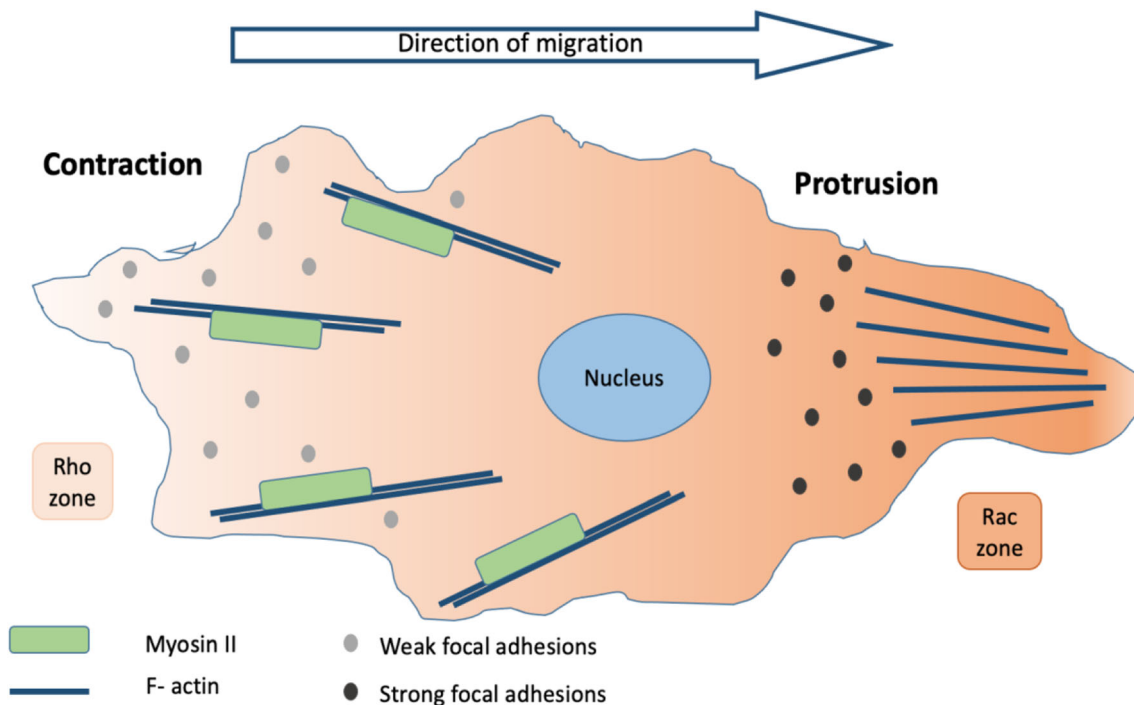 Direction of migration
Contraction
Protrusion
Nucleus
Rho
zone
Rac
zone
Myosin II
Weak focal adhesions
F- actin
Strong focal adhesions